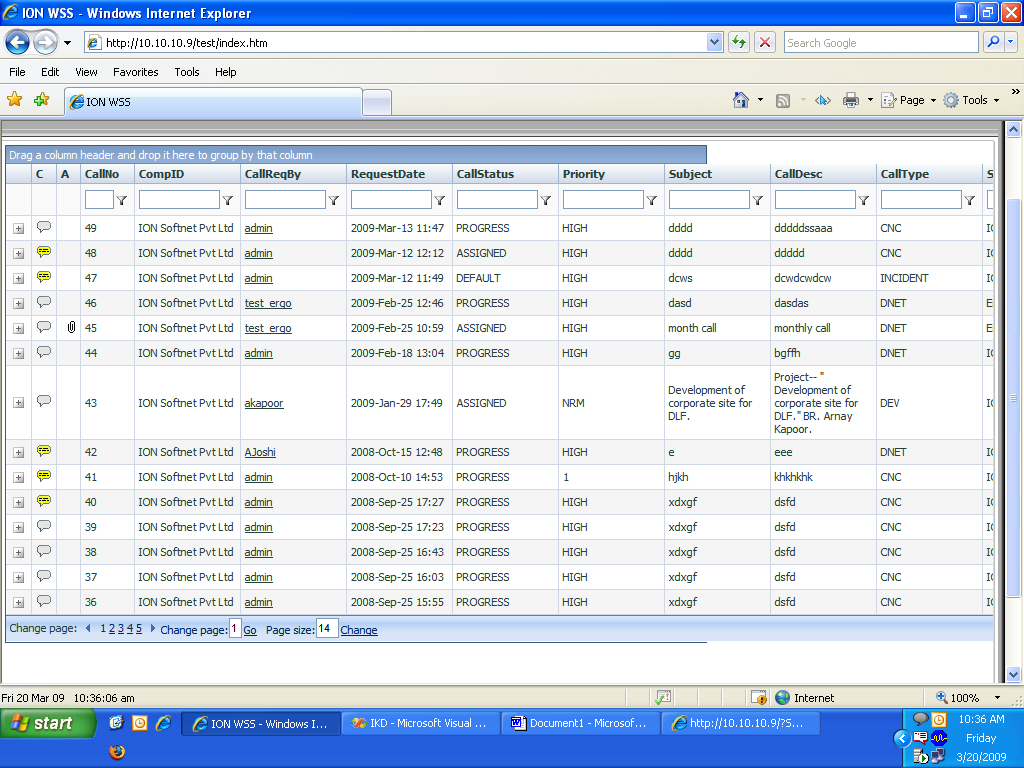 ION WSS - Windows Internet Explorer
http://10.10.10.9/test/index.htm
Search Google
File Edit View Favorites Tools Help
ION WSS
Page Tools »
Drag a column header and drop it here to group by that column
C A CallNo CompID CallReqBy RequestDate CallStatus Priority Subject CallDesc CallType S
49 ION Softnet Pvt Ltd admin 2009-Mar-13 11:47 PROGRESS HIGH dddd dddddssaaa CNC
48 ION Softnet Pvt Ltd admin 2009-Mar-12 12:12 ASSIGNED HIGH dddd ddddd CNC
47 ION Softnet Pvt Ltd admin 2009-Mar-12 11:49 DEFAULT HIGH dcws dcwdcwdcw INCIDENT
46 ION Softnet Pvt Ltd test_ergo 2009-Feb-25 12:46 PROGRESS HIGH dasd dasdas DNET
45 ION Softnet Pvt Ltd test_ergo 2009-Feb-25 10:59 ASSIGNED HIGH month call monthly call DNET
44 ION Softnet Pvt Ltd admin 2009-Feb-18 13:04 PROGRESS HIGH gg bgffh DNET
43 ION Softnet Pvt Ltd akapoor 2009-Jan-29 17:49 ASSIGNED NRM
Development of
corporate site for
DLF.
Project-- "
Development of
corporate site for
DLF." BR. Arnay
Kapoor.
DEV
42 ION Softnet Pvt Ltd AJoshi 2008-Oct-15 12:48 PROGRESS HIGH e eee DNET
41 ION Softnet Pvt Ltd admin 2008-Oct-10 14:53 PROGRESS 1 hjkh khkhkhk CNC
40 ION Softnet Pvt Ltd admin 2008-Sep-25 17:27 PROGRESS HIGH xdxgf dsfd CNC
39 ION Softnet Pvt Ltd admin 2008-Sep-25 17:23 PROGRESS HIGH xdxgf dsfd CNC
38 ION Softnet Pvt Ltd admin 2008-Sep-25 16:43 PROGRESS HIGH xdxgf dsfd CNC
37 ION Softnet Pvt Ltd admin 2008-Sep-25 16:03 PROGRESS HIGH xdxgf dsfd CNC
36 ION Softnet Pvt Ltd admin 2008-Sep-25 15:55 PROGRESS HIGH xdxgf dsfd CNC
Change page: 1 2 3 4 5 Change page: 1 Go Page size: 14 Change
Fri 20 Mar 09 10:36:06 am Internet 100%
start ION WSS - Windows I... IKD - Microsoft Visual ... Document1 - Microsof... http://10.10.10.9/?S... 10:36 AM
Friday
3/20/2009